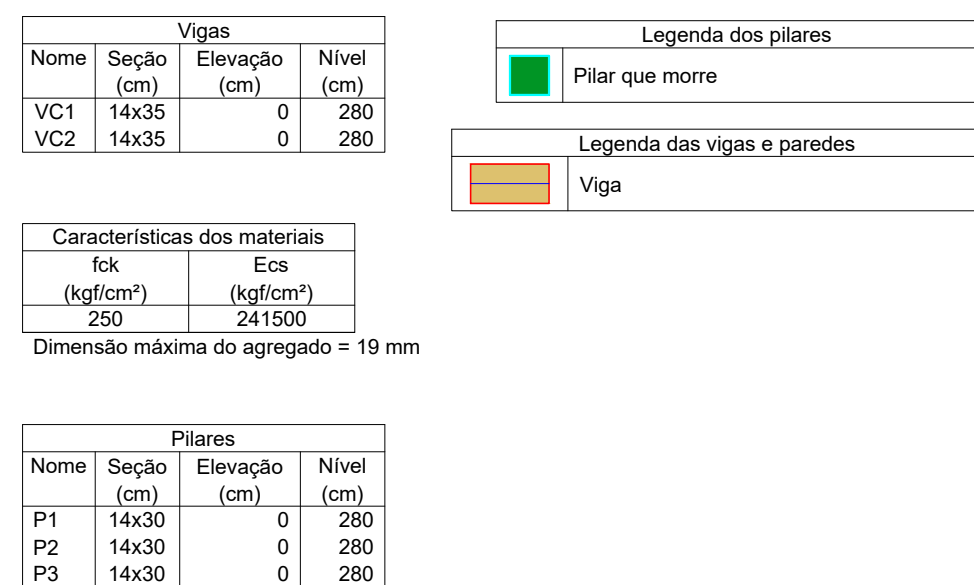 Vigas
Nome Seção (cm) Elevação (cm) Nível (cm)
VC1 14x35 0 280
VC2 14x35 0 280
Legenda dos pilares
Pilar que morre
Legenda das vigas e paredes
Viga
Características dos materiais
fck (kgf/cm²) Ecs (kgf/cm²)
250 241500
Dimensão máxima do agregado = 19 mm
Pilares
Nome Seção (cm) Elevação (cm) Nível (cm)
P1 14x30 0 280
P2 14x30 0 280
P3 14x30 0 280